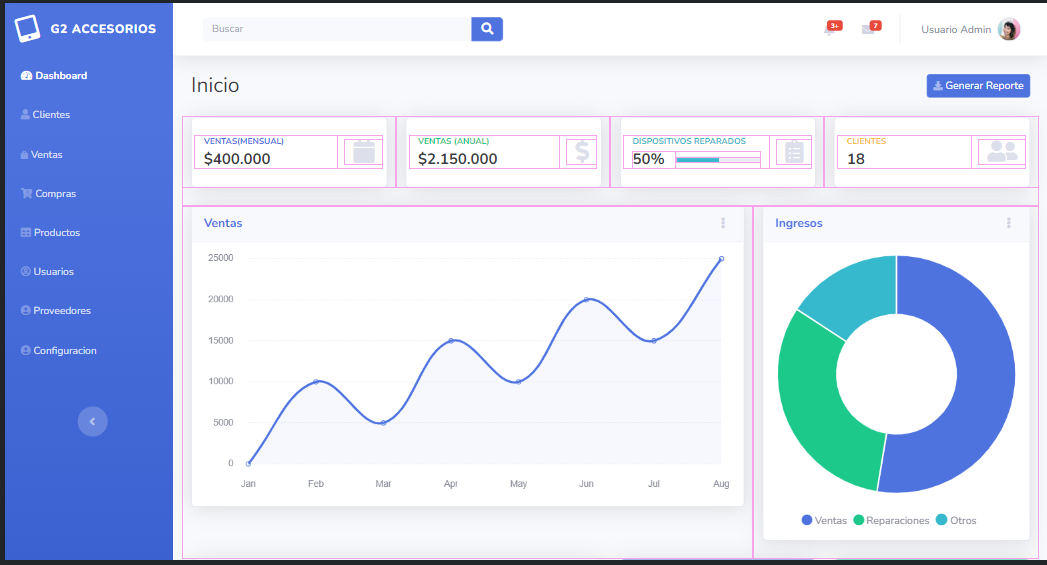 G2 ACCESORIOS
Buscar
3+
7
Usuario Admin
Dashboard
Clientes
Ventas
Compras
Productos
Usuarios
Proveedores
Configuracion
Inicio
Generar Reporte
VENTAS(MENSUAL)
$400.000
VENTAS (ANUAL)
$2.150.000
DISPOSITIVOS REPARADOS
50%
CLIENTES
18
Ventas
25000
20000
15000
10000
5000
0
Jan Feb Mar Apr May Jun Jul Aug
Ingresos
Ventas Reparaciones Otros